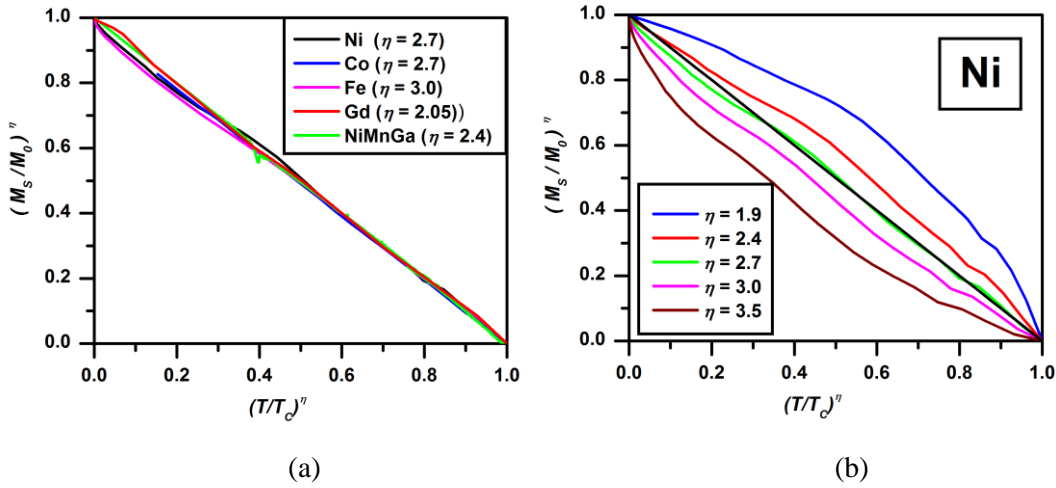 1.0
0.8
0.6
0.4
0.2
0.0
(M_S/M_0)^η
Ni (η = 2.7)
Co (η = 2.7)
Fe (η = 3.0)
Gd (η = 2.05))
NiMnGa (η = 2.4)
0.0 0.2 0.4 0.6 0.8 1.0
(T/T_C)^η
(a)
1.0
0.8
0.6
0.4
0.2
0.0
(M_S/M_0)^η
Ni
η = 1.9
η = 2.4
η = 2.7
η = 3.0
η = 3.5
0.0 0.2 0.4 0.6 0.8 1.0
(T/T_C)^η
(b)